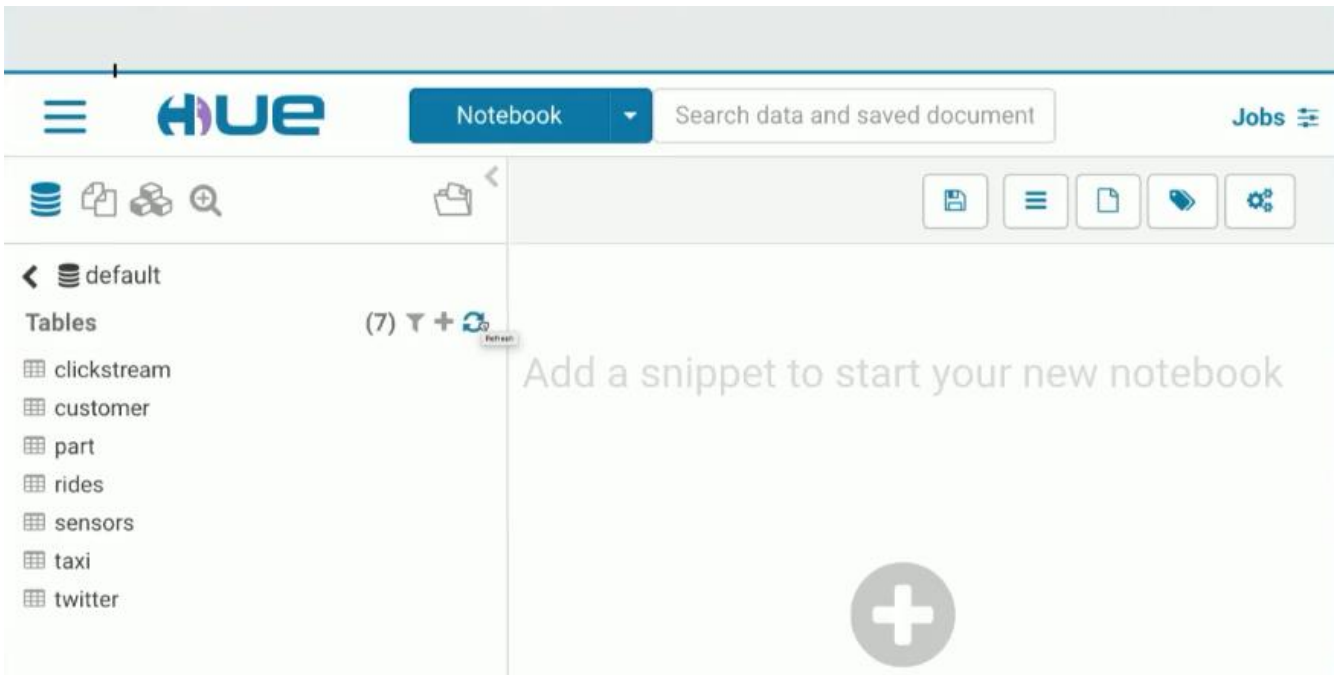 HUE
Notebook
Search data and saved document
Jobs
default
Tables (7)
Refresh
clickstream
customer
part
rides
sensors
taxi
twitter
Add a snippet to start your new notebook